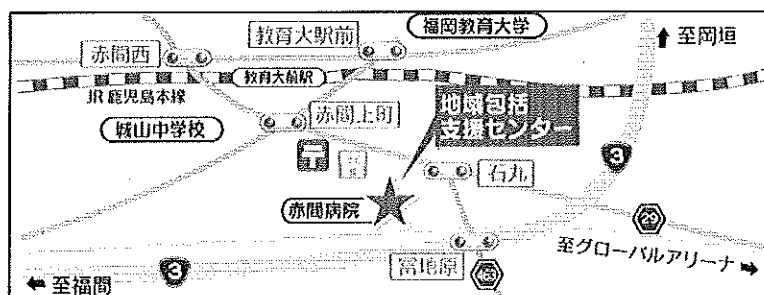 福岡教育大学
教育大駅前
赤間西
至岡垣
教育大前駅
JR鹿児島本線
地域包括
支援センター
赤間上町
城山中学校
3
石丸
赤間病院
29
至グローバルアリーナ
冨地原
3
至福間